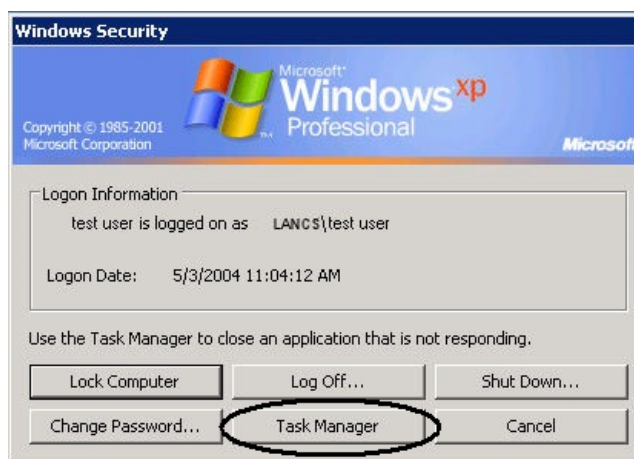 Windows Security
Microsoft®
Windows xp
Professional
Copyright © 1985-2001
Microsoft Corporation
Microsoft
Logon Information
test user is logged on as LANCS\test user
Logon Date: 5/3/2004 11:04:12 AM
Use the Task Manager to close an application that is not responding.
Lock Computer
Log Off...
Shut Down...
Change Password...
Task Manager
Cancel